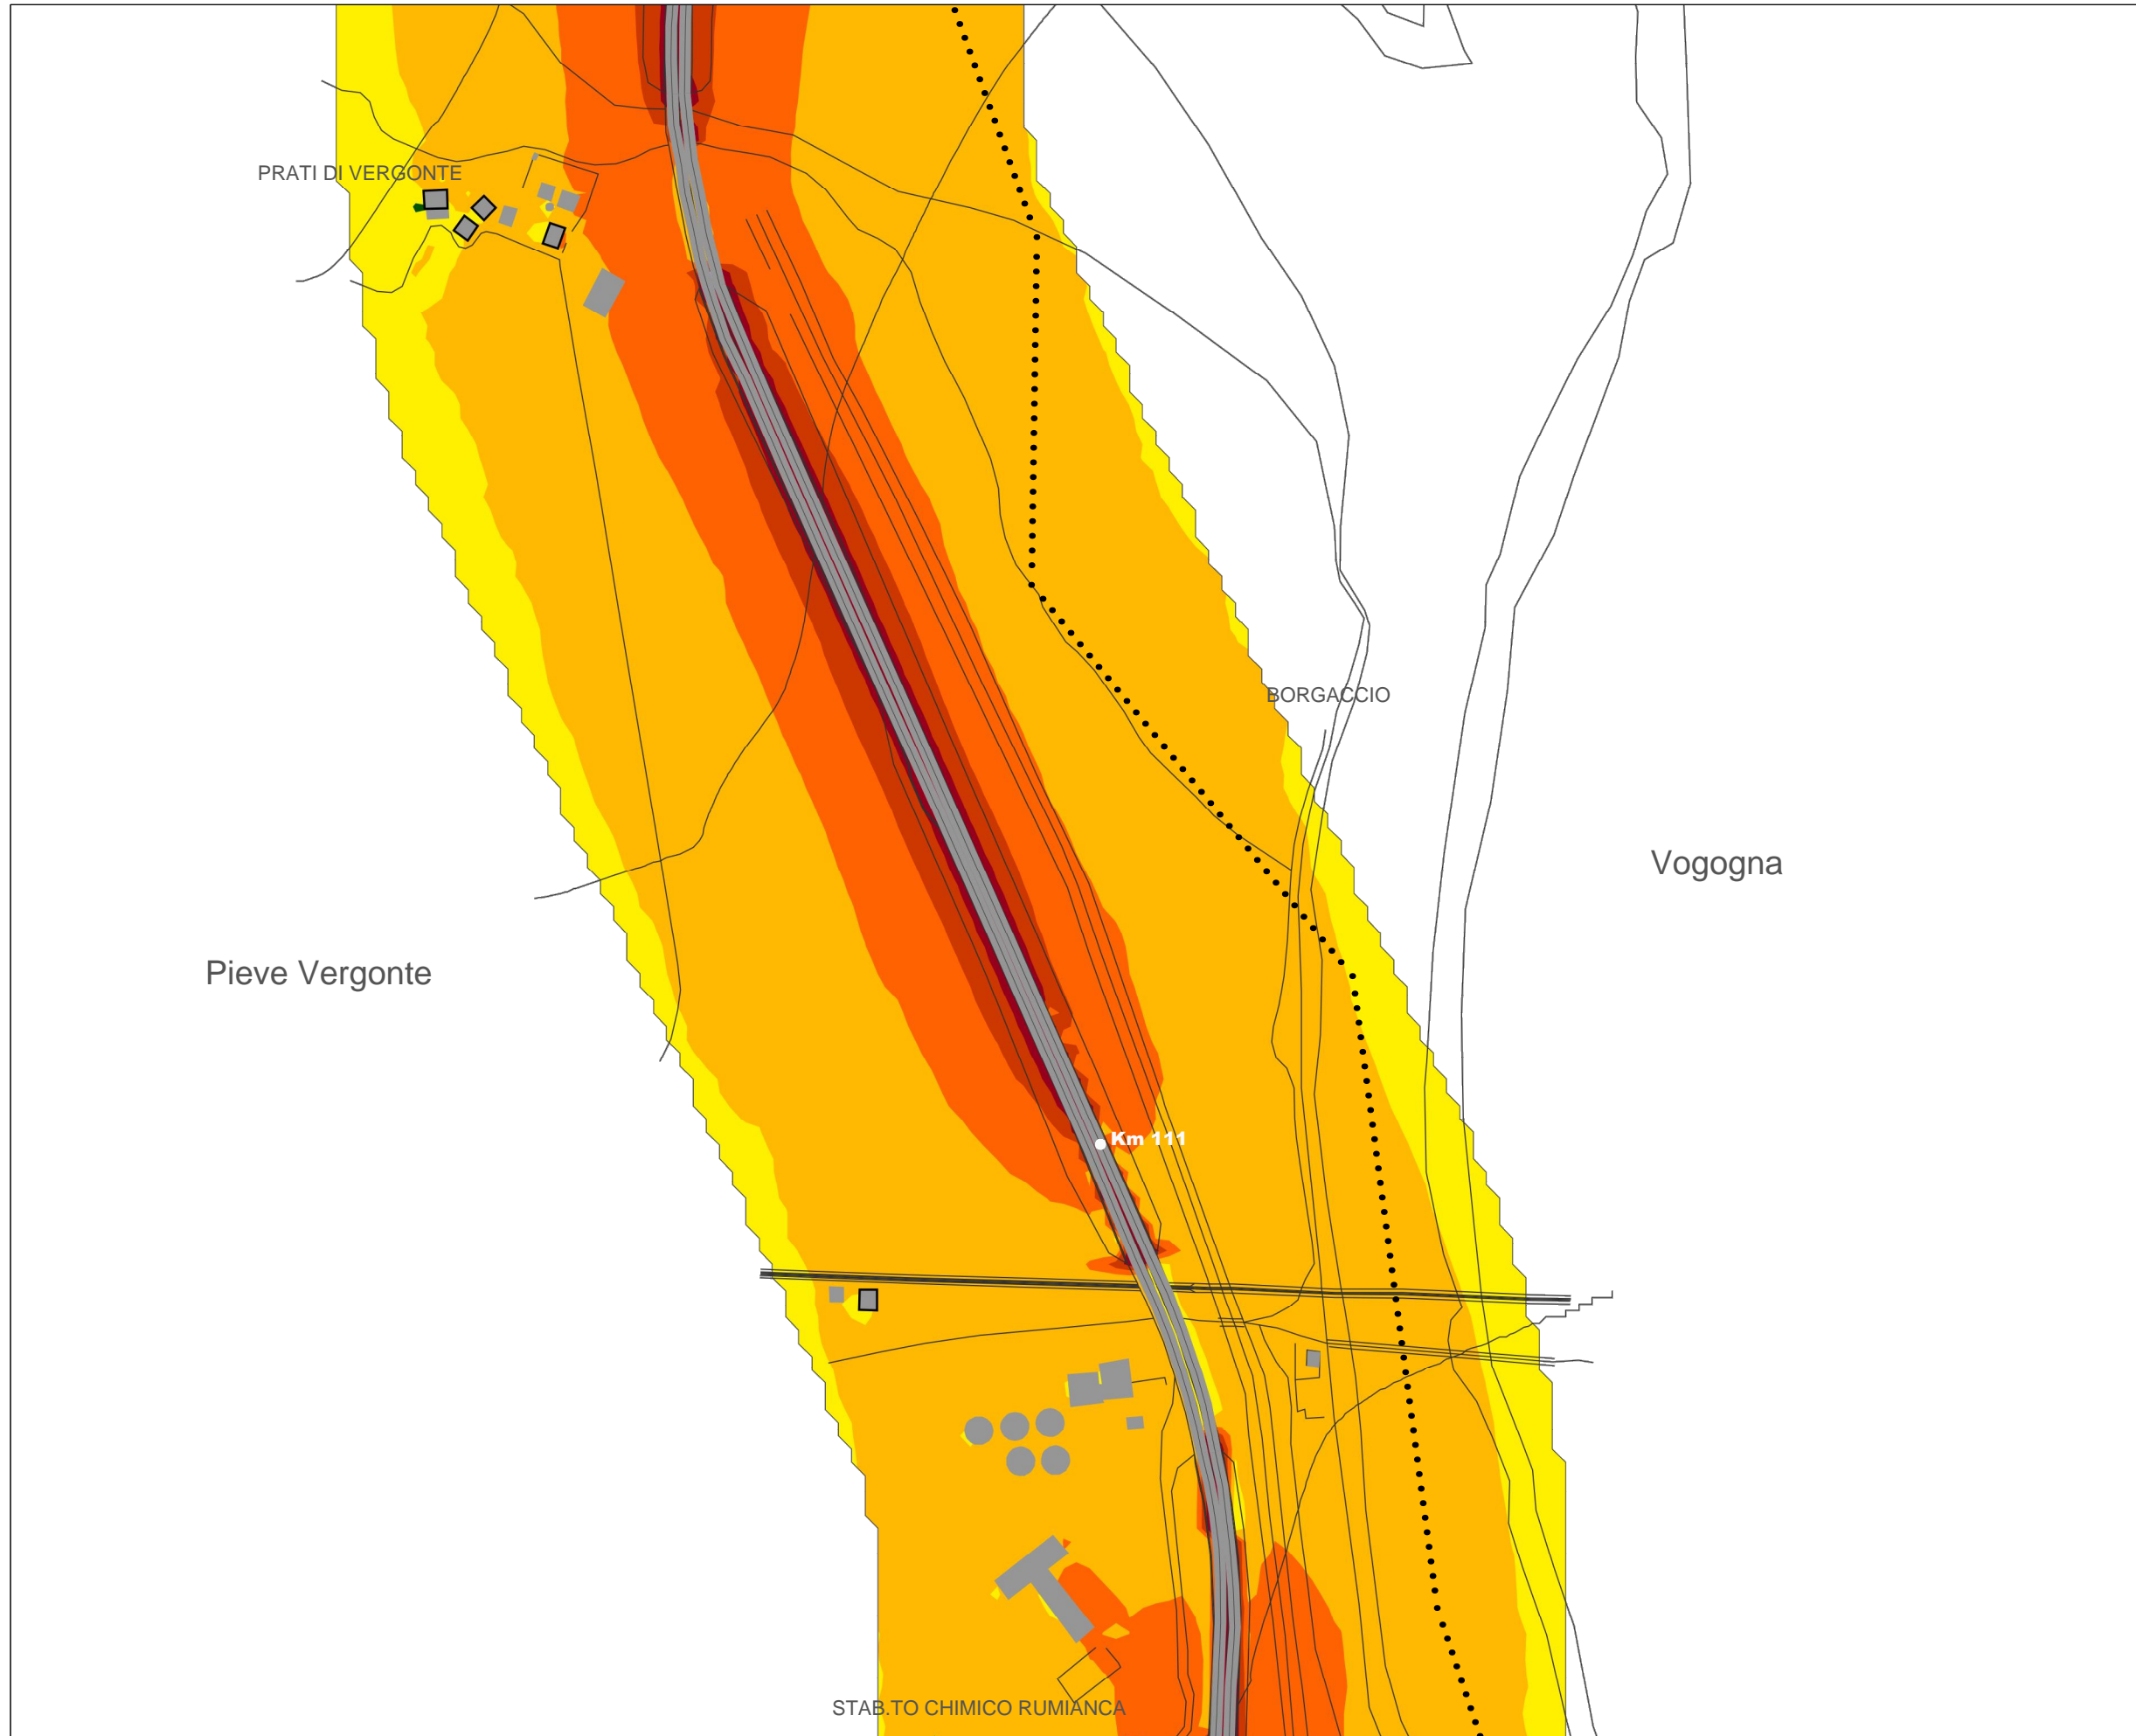 PRATI DI VERGONTE
BORGACCIO
Vogogna
Pieve Vergonte
Km 111
STAB.TO CHIMICO RUMIANCA